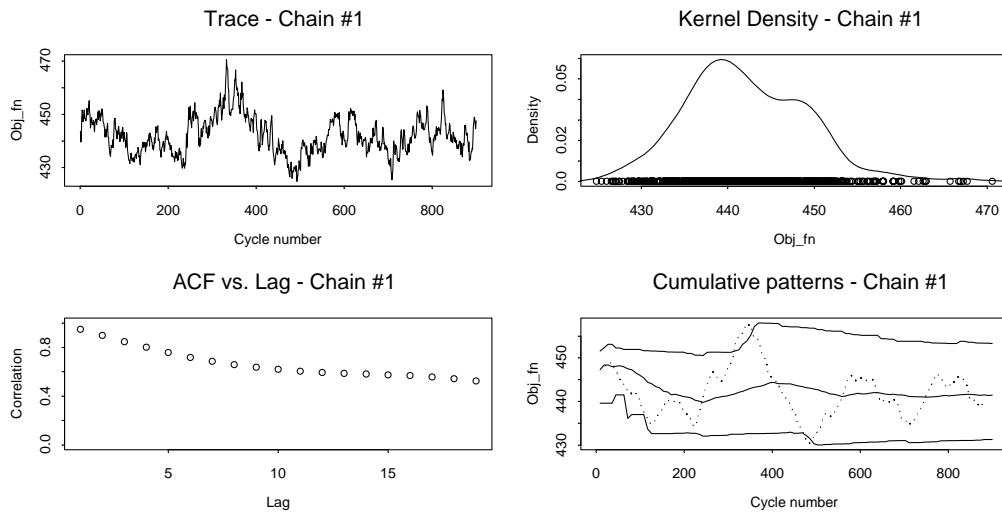 Trace - Chain #1
Obj_fn
430 450 470
0 200 400 600 800
Cycle number
Kernel Density - Chain #1
Density
0.0 0.02 0.05
430 440 450 460 470
Obj_fn
ACF vs. Lag - Chain #1
Correlation
0.0 0.4 0.8
5 10 15
Lag
Cumulative patterns - Chain #1
Obj_fn
430 440 450
0 200 400 600 800
Cycle number